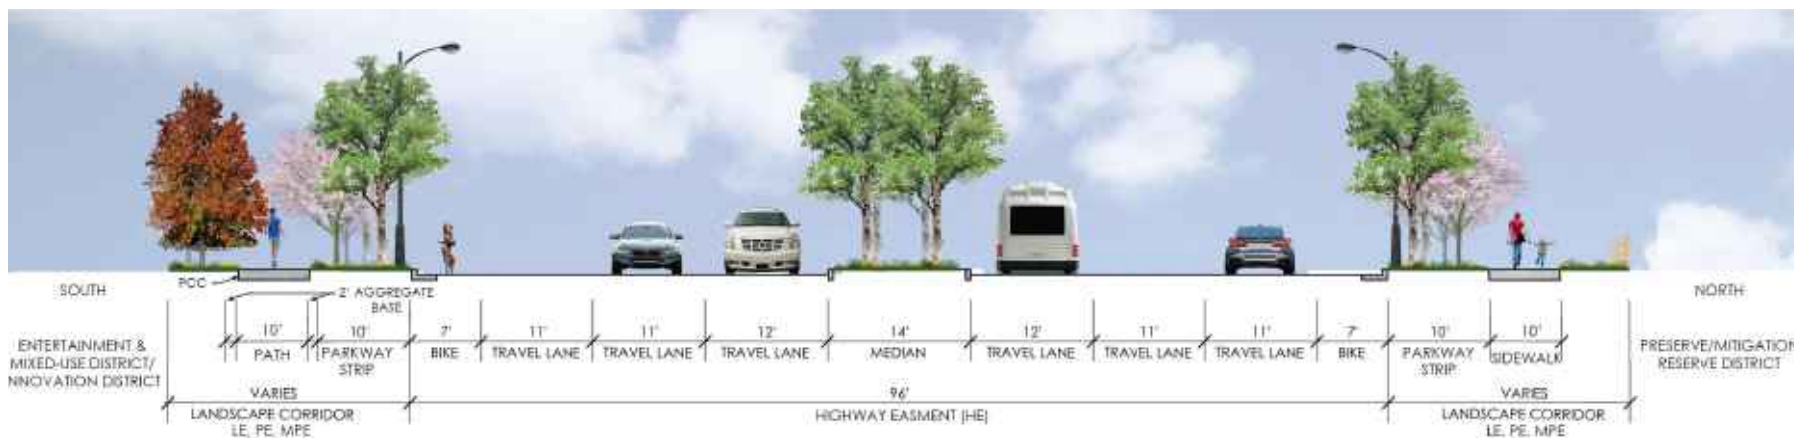 PCC
SOUTH
2' AGGREGATE
BASE
NORTH
10'
10'
7'
11'
11'
12'
14'
12'
11'
11'
7'
10'
10'
PATH
PARKWAY
STRIP
BIKE
TRAVEL LANE
TRAVEL LANE
TRAVEL LANE
MEDIAN
TRAVEL LANE
TRAVEL LANE
TRAVEL LANE
BIKE
PARKWAY
STRIP
SIDEWALK
ENTERTAINMENT &
MIXED-USE DISTRICT/
NNOVATION DISTRICT
PRESERVE/MITIGATION
RESERVE DISTRICT
VARIES
96'
VARIES
LANDSCAPE CORRIDOR
LE, PE, MPE
HIGHWAY EASMENT (HE)
LANDSCAPE CORRIDOR
LE, PE, MPE